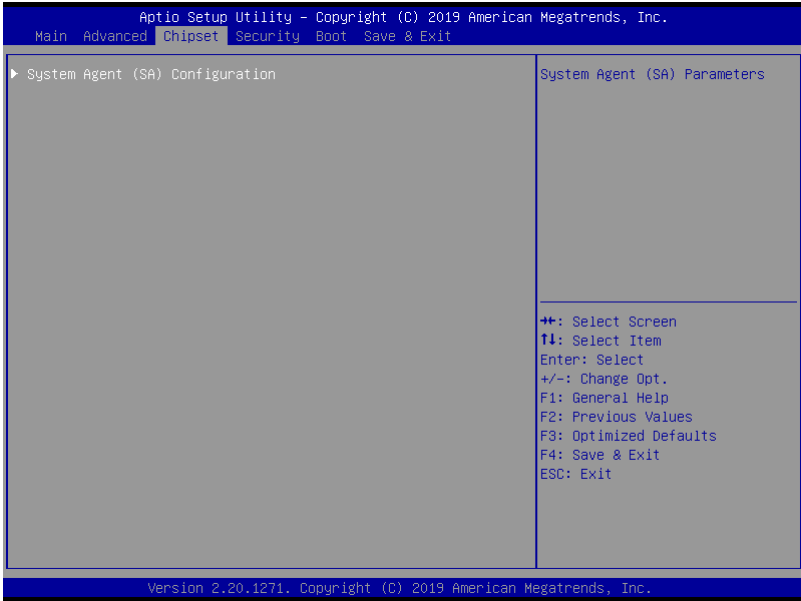 Aptio Setup Utility – Copyright (C) 2019 American Megatrends, Inc.
Main Advanced Chipset Security Boot Save & Exit
▶ System Agent (SA) Configuration
System Agent (SA) Parameters
→←: Select Screen
↑↓: Select Item
Enter: Select
+/-: Change Opt.
F1: General Help
F2: Previous Values
F3: Optimized Defaults
F4: Save & Exit
ESC: Exit
Version 2.20.1271. Copyright (C) 2019 American Megatrends, Inc.